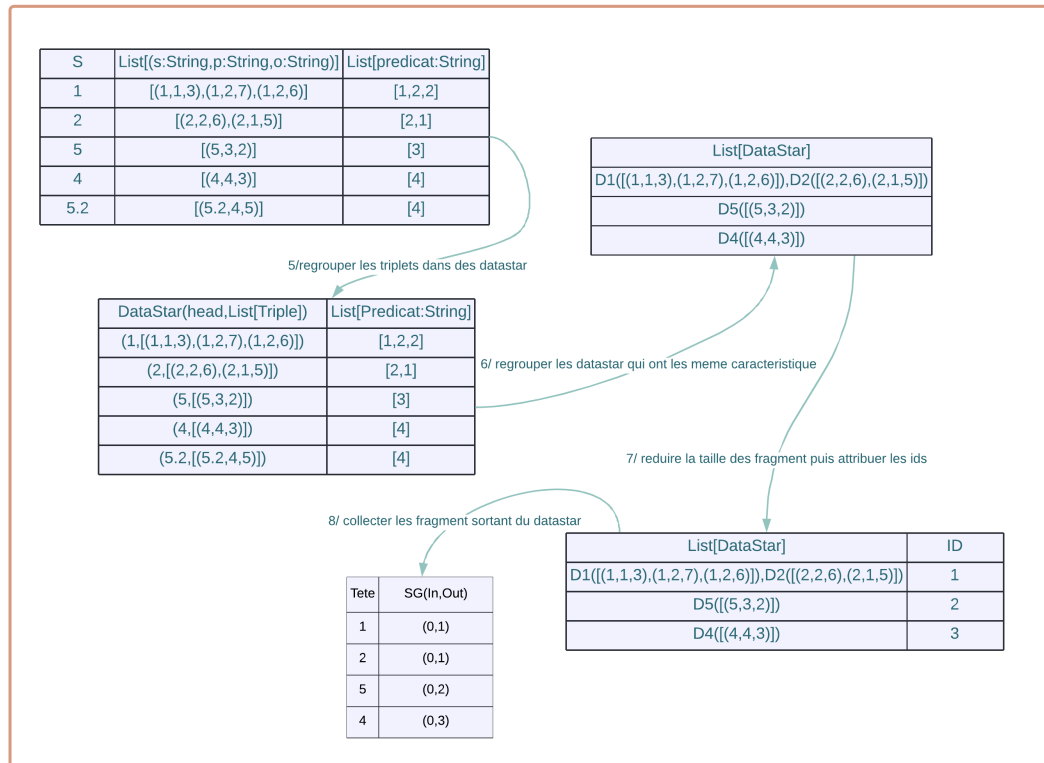 S List[(s:String,p:String,o:String)] List[predicat:String]
1 [(1,1,3),(1,2,7),(1,2,6)] [1,2,2]
2 [(2,2,6),(2,1,5)] [2,1]
5 [(5,3,2)] [3]
4 [(4,4,3)] [4]
5.2 [(5.2,4,5)] [4]
List[DataStar]
D1([(1,1,3),(1,2,7),(1,2,6)]),D2([(2,2,6),(2,1,5)])
D5([(5,3,2)])
D4([(4,4,3)])
5/regrouper les triplets dans des datastar
DataStar(head,List[Triple]) List[Predicat:String]
(1,[(1,1,3),(1,2,7),(1,2,6)]) [1,2,2]
(2,[(2,2,6),(2,1,5)]) [2,1]
(5,[(5,3,2)]) [3]
(4,[(4,4,3)]) [4]
(5.2,[(5.2,4,5)]) [4]
6/ regrouper les datastar qui ont les meme caracteristique
7/ reduire la taille des fragment puis attribuer les ids
8/ collecter les fragment sortant du datastar
List[DataStar] ID
D1([(1,1,3),(1,2,7),(1,2,6)]),D2([(2,2,6),(2,1,5)]) 1
D5([(5,3,2)]) 2
D4([(4,4,3)]) 3
Tete SG(In,Out)
1 (0,1)
2 (0,1)
5 (0,2)
4 (0,3)